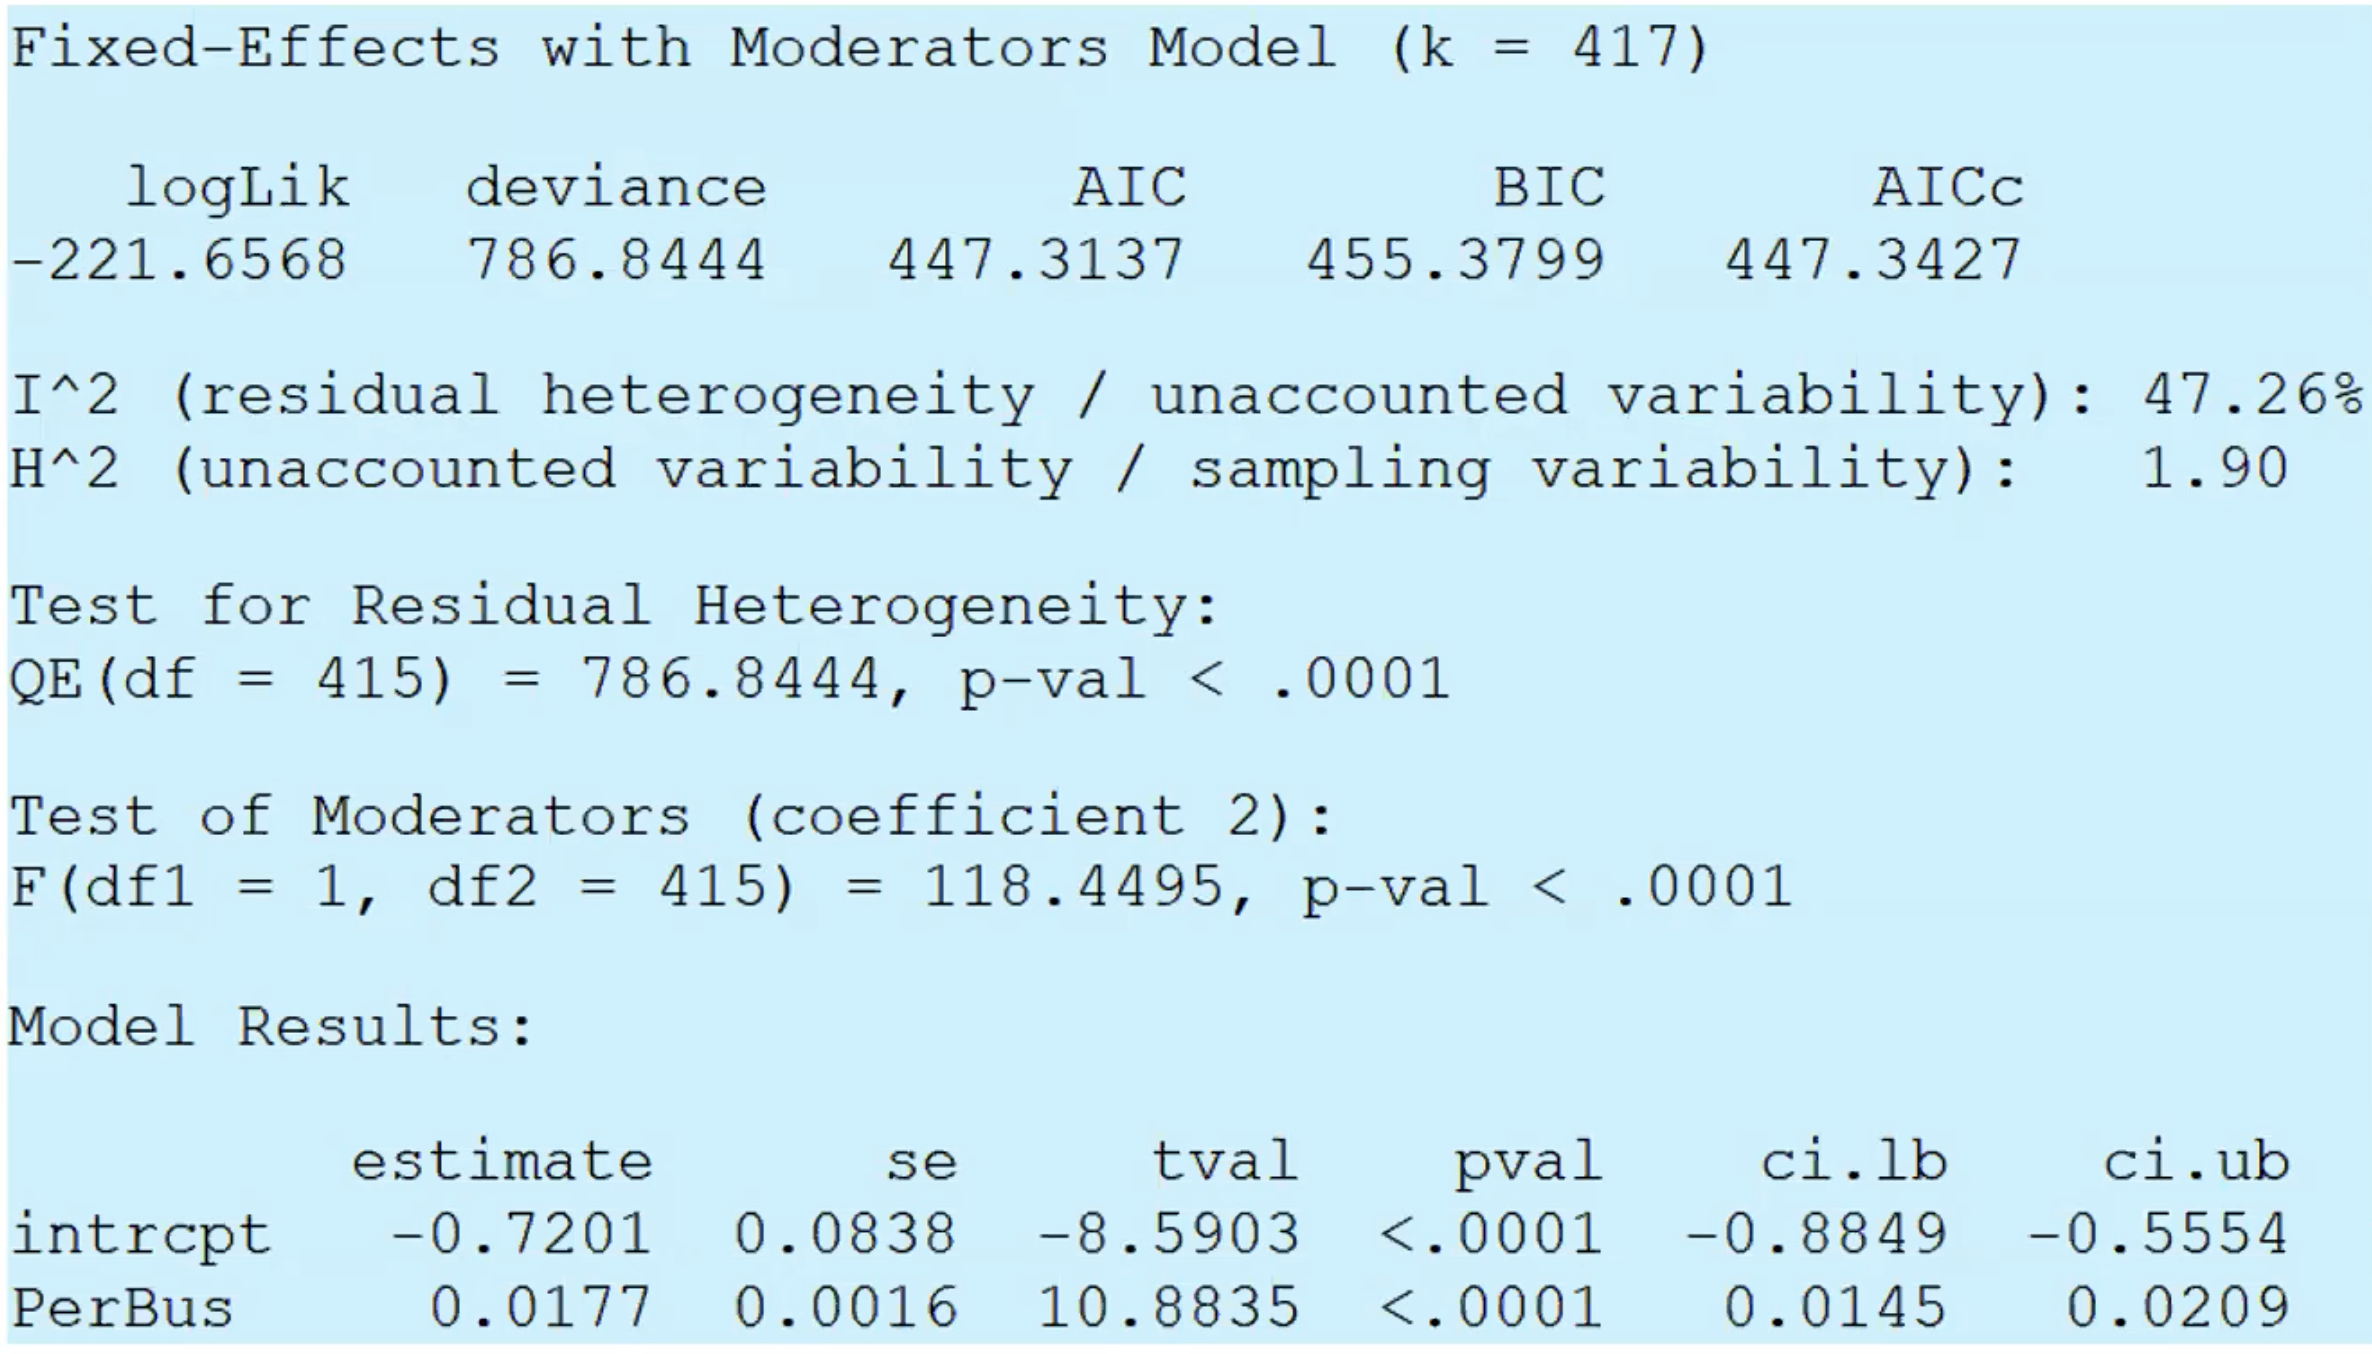 Fixed-Effects with Moderators Model (k = 417)
logLik deviance AIC BIC AICc
-221.6568 786.8444 447.3137 455.3799 447.3427
I^2 (residual heterogeneity / unaccounted variability): 47.26%
H^2 (unaccounted variability / sampling variability): 1.90
Test for Residual Heterogeneity:
QE(df = 415) = 786.8444, p-val < .0001
Test of Moderators (coefficient 2):
F(df1 = 1, df2 = 415) = 118.4495, p-val < .0001
Model Results:
estimate se tval pval ci.lb ci.ub
intrcpt -0.7201 0.0838 -8.5903 <.0001 -0.8849 -0.5554
PerBus 0.0177 0.0016 10.8835 <.0001 0.0145 0.0209